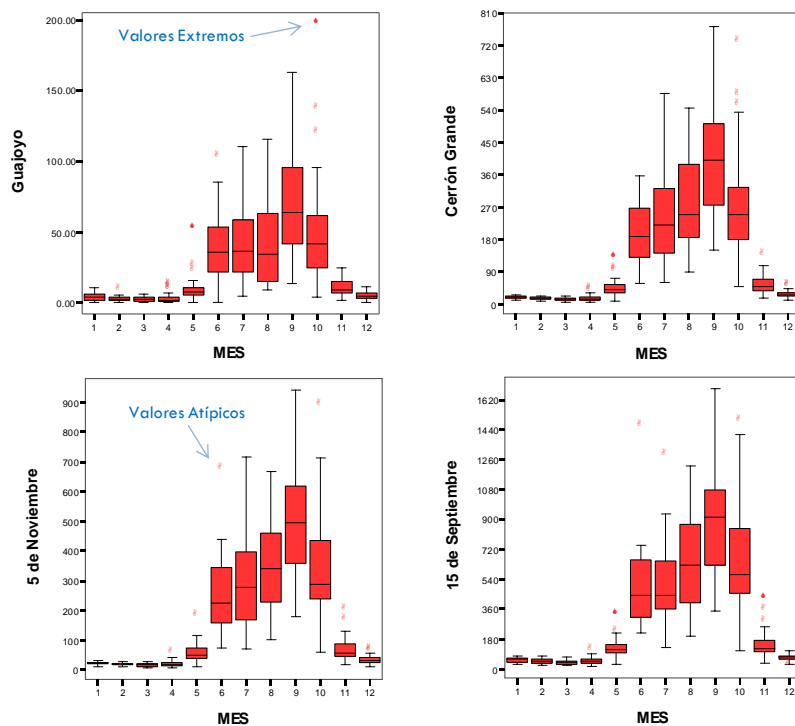 Valores Extremos
Guajoyo
200.00
150.00
100.00
50.00
0.00
1 2 3 4 5 6 7 8 9 10 11 12
MES
Cerrón Grande
810
720
630
540
450
360
270
180
90
0
1 2 3 4 5 6 7 8 9 10 11 12
MES
Valores Atípicos
5 de Noviembre
900
800
700
600
500
400
300
200
100
0
1 2 3 4 5 6 7 8 9 10 11 12
MES
15 de Septiembre
1620
1440
1260
1080
900
720
540
360
180
0
1 2 3 4 5 6 7 8 9 10 11 12
MES